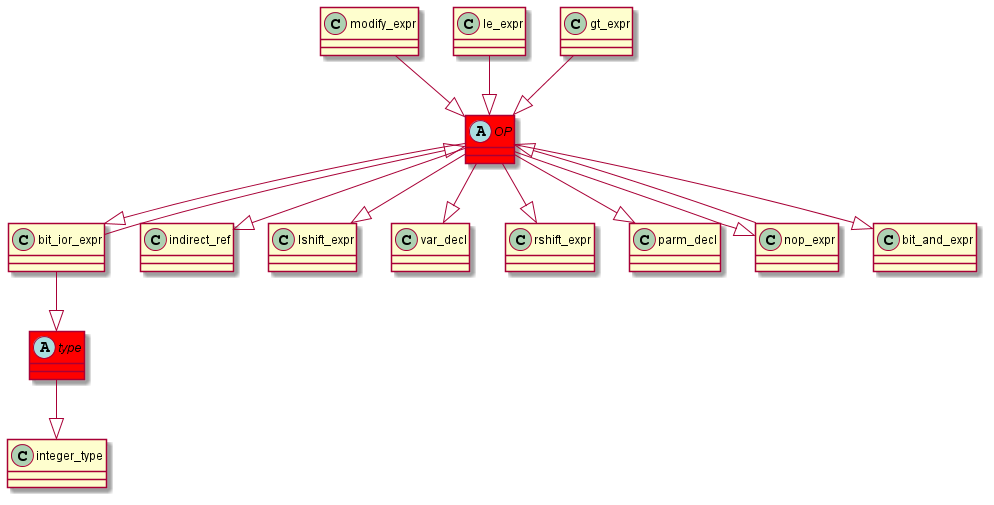 C modify_expr
C le_expr
C gt_expr
A OP
C bit_ior_expr
C indirect_ref
C lshift_expr
C var_decl
C rshift_expr
C parm_decl
C nop_expr
C bit_and_expr
A type
C integer_type